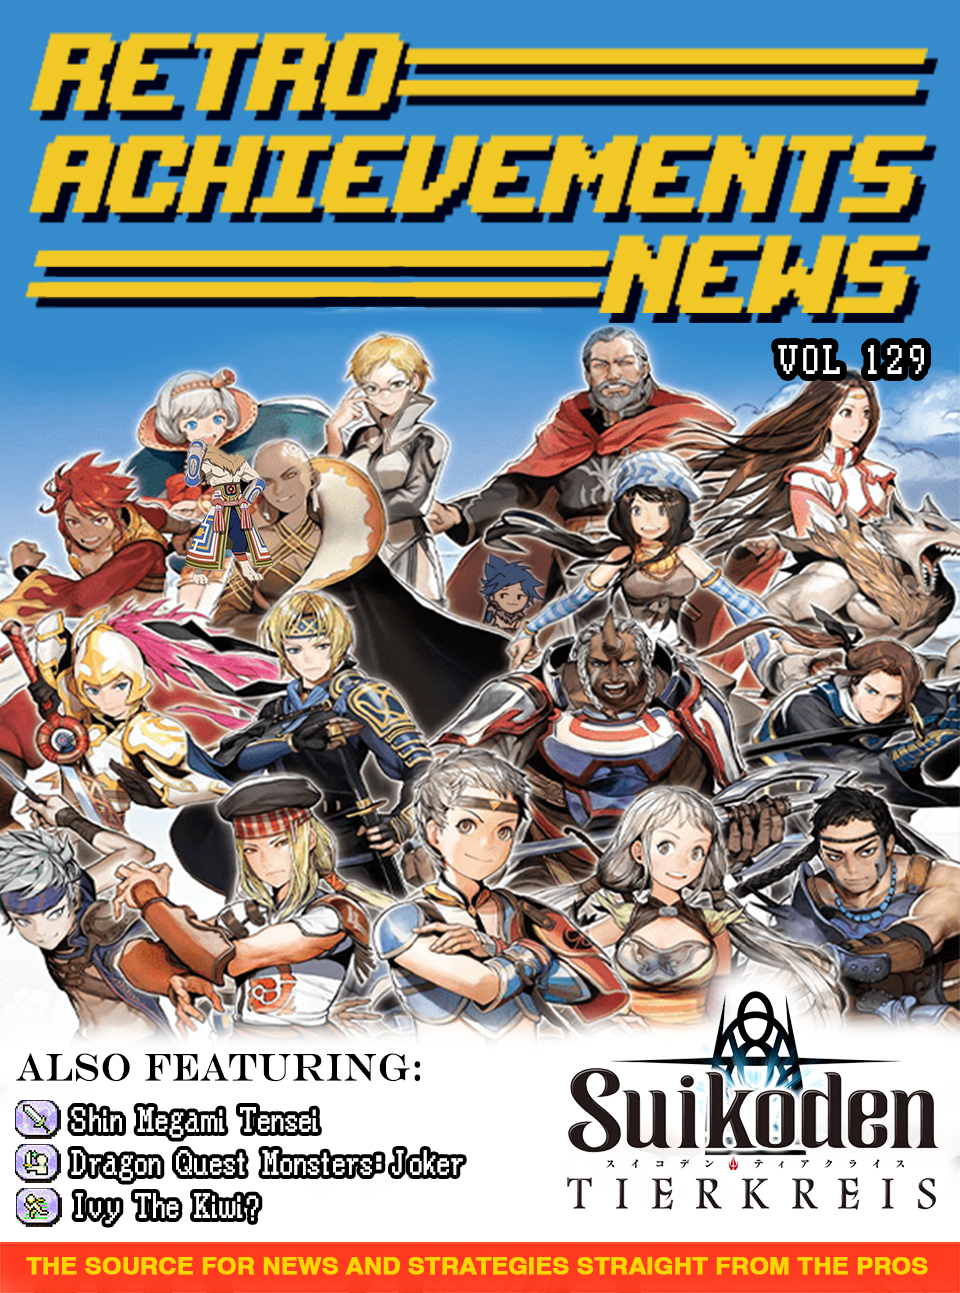 RETRO
ACHIEVEMENTS
NEWS
VOL 129
ALSO FEATURING:
Shin Megami Tensei
Dragon Quest Monsters: Joker
Ivy The Kiwi?
Suikoden
スイコデン ティアクライス
TIERKREIS
THE SOURCE FOR NEWS AND STRATEGIES STRAIGHT FROM THE PROS